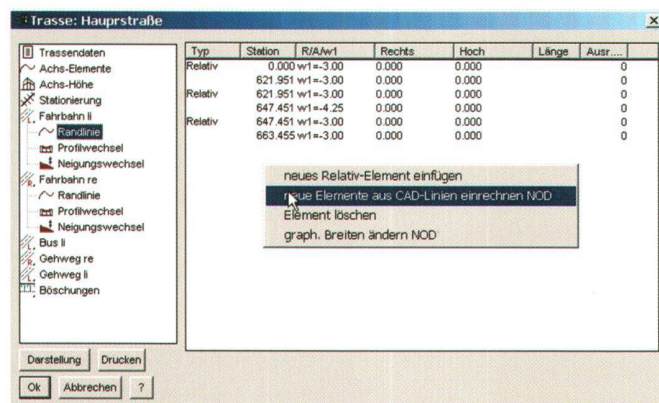 Trasse: Hauprstraße
Trassendaten
Achs-Elemente
Achs-Höhe
Stationierung
Fahrbahn li
Randlinie
Profilwechsel
Neigungswechsel
Fahrbahn re
Randlinie
Profilwechsel
Neigungswechsel
Bus li
Gehweg re
Gehweg li
Böschungen
Typ Station R/A/w1 Rechts Hoch Länge Ausr....
Relativ 0.000 w1=-3.00 0.000 0.000 0
621.951 w1=-3.00 0.000 0.000 0
Relativ 621.951 w1=-3.00 0.000 0.000 0
647.451 w1=-4.25 0.000 0.000 0
Relativ 647.451 w1=-3.00 0.000 0.000 0
663.455 w1=-3.00 0.000 0.000 0
neues Relativ-Element einfügen
neue Elemente aus CAD-Linien einrechnen NOD
Element löschen
graph. Breiten ändern NOD
Darstellung Drucken
Ok Abbrechen ?